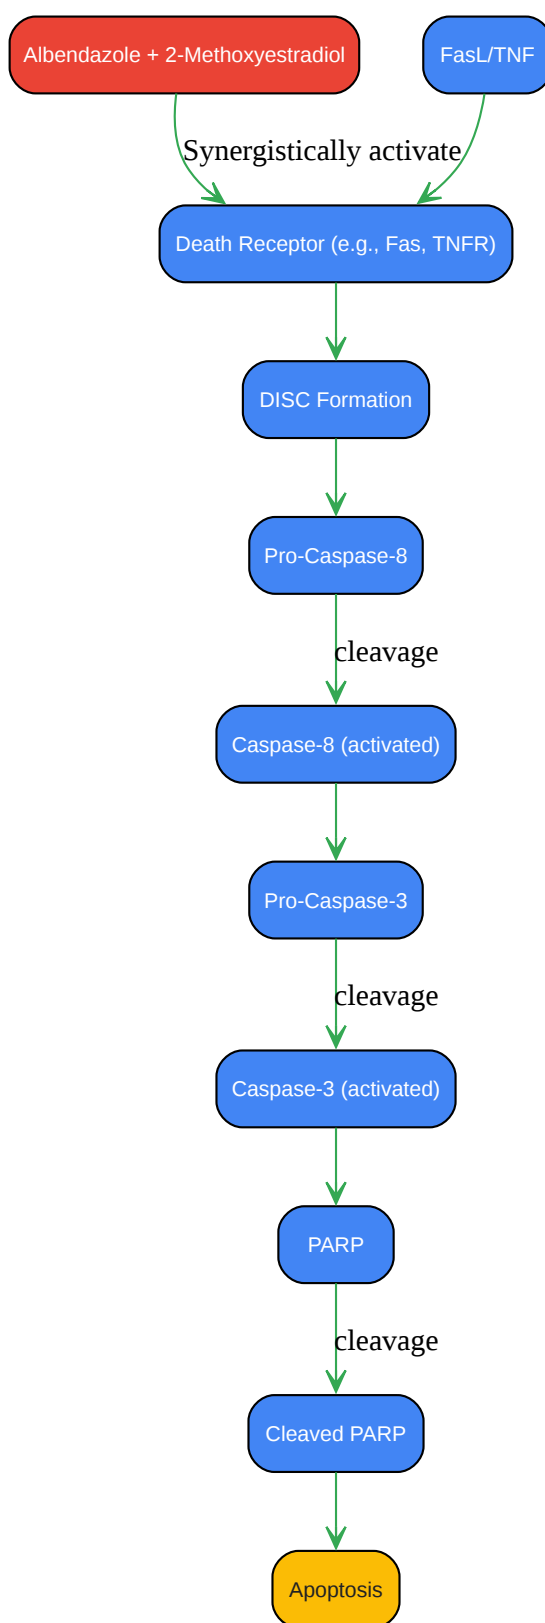 Albendazole + 2-Methoxyestradiol
FasL/TNF
Synergistically activate
Death Receptor (e.g., Fas, TNFR)
DISC Formation
Pro-Caspase-8
cleavage
Caspase-8 (activated)
Pro-Caspase-3
cleavage
Caspase-3 (activated)
PARP
cleavage
Cleaved PARP
Apoptosis